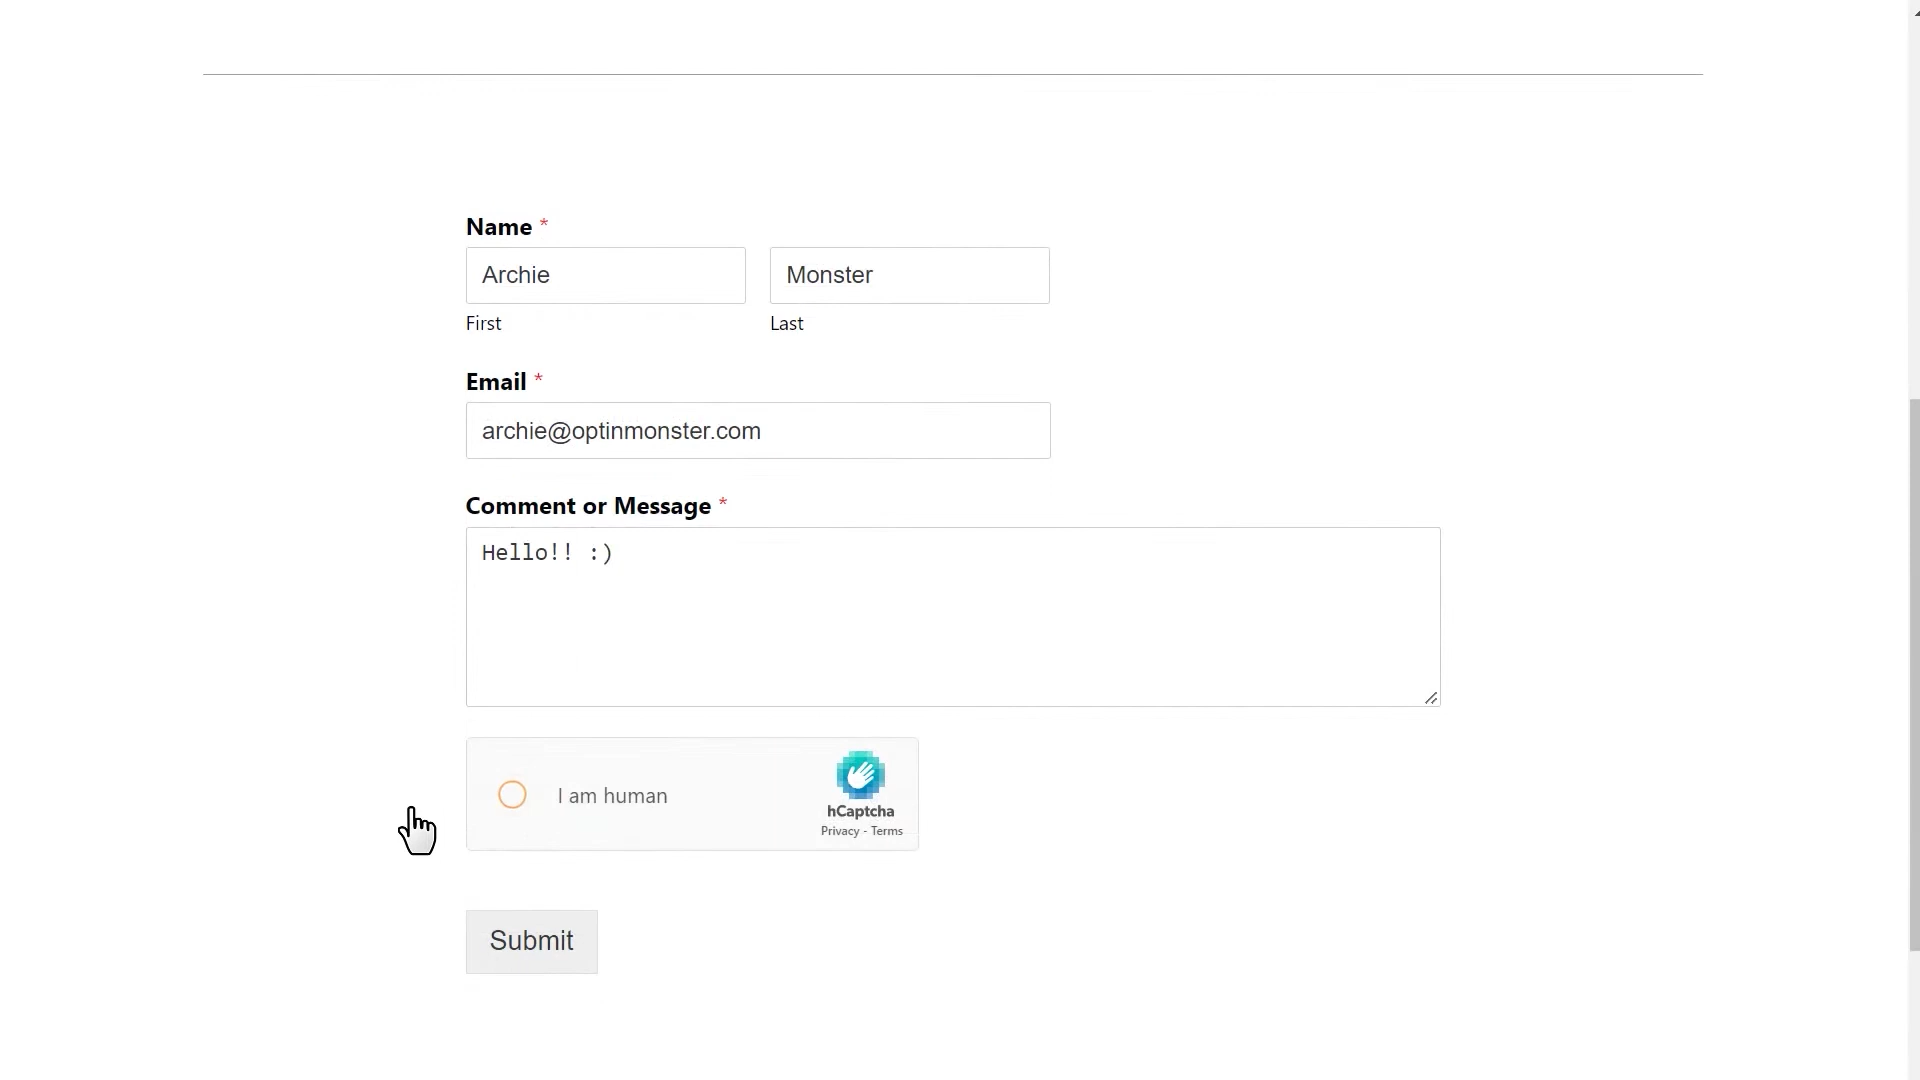 Name *
Archie Monster
First Last
Email *
archie@optinmonster.com
Comment or Message *
Hello!! :)
I am human
hCaptcha
Privacy - Terms
Submit